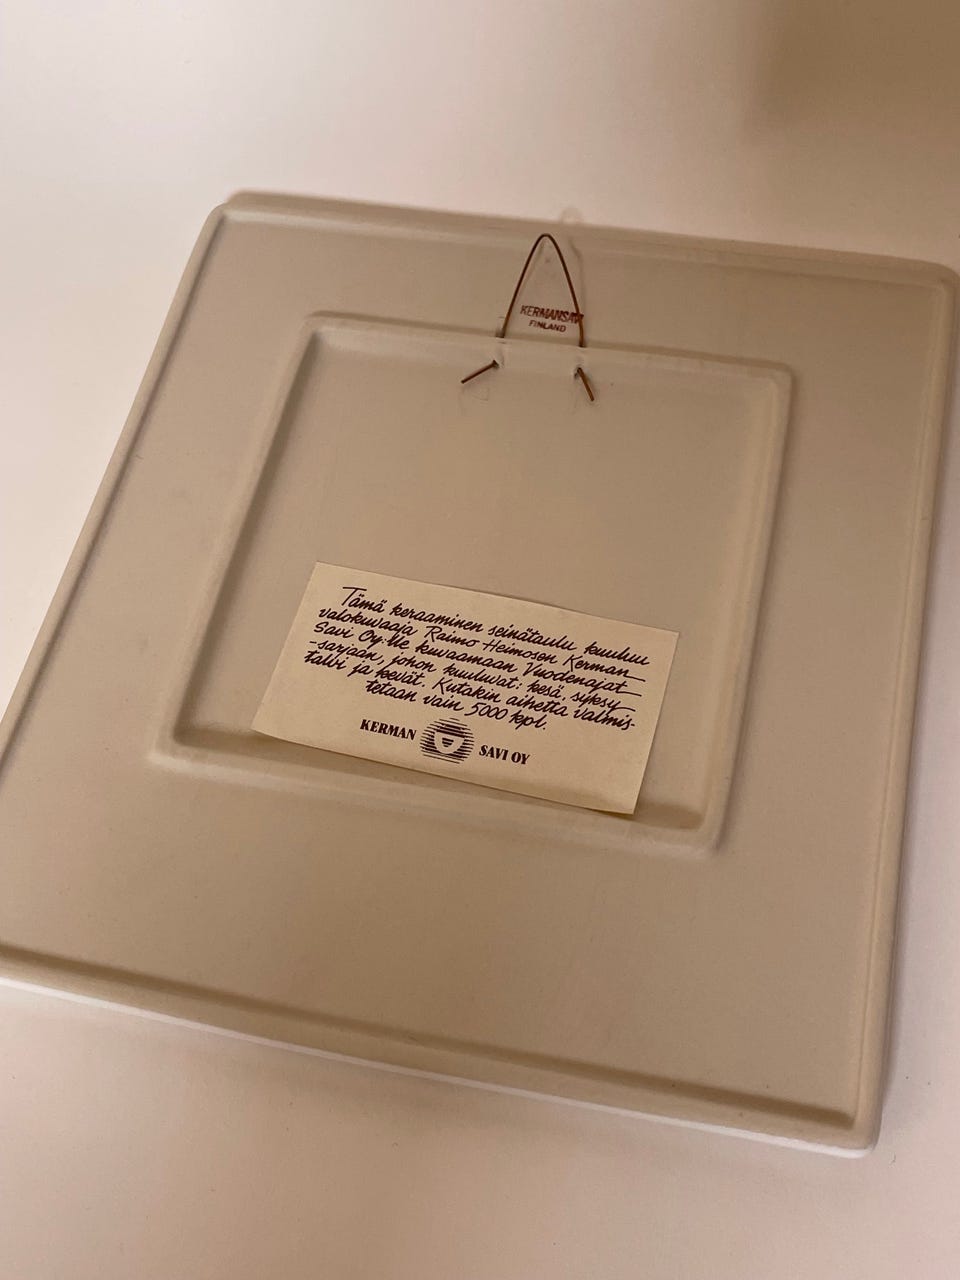 KERMANSAVI
FINLAND
Tämä keraaminen seinätaulu kuuluu
valokuvaaja Raimo Heimosen Kerman-
Savi Oy:lle kuvaamaan Vuodenajat-
-sarjaan, johon kuuluvat: kesä, syksy,
talvi ja kevät. Kutakin aihetta valmis-
tetaan vain 5000 kpl.
KERMAN SAVI OY